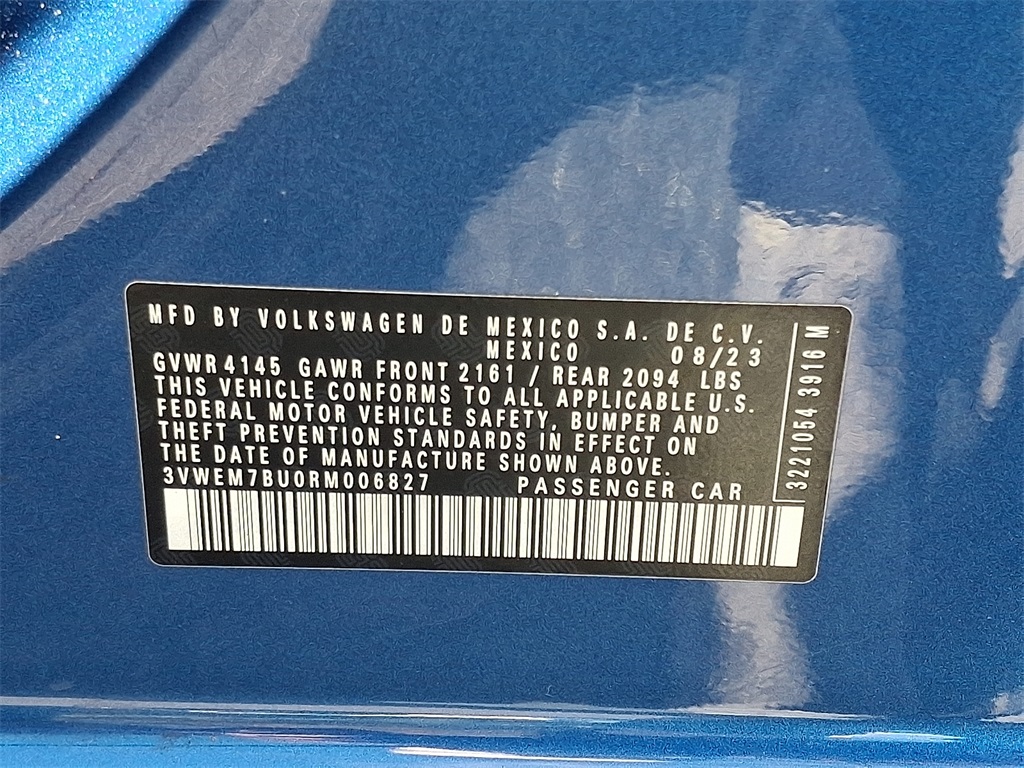 MFD BY VOLKSWAGEN DE MEXICO S.A. DE C.V.
MEXICO 08/23
GVWR 4145 GAWR FRONT 2161 / REAR 2094 LBS
THIS VEHICLE CONFORMS TO ALL APPLICABLE U.S.
FEDERAL MOTOR VEHICLE SAFETY, BUMPER AND
THEFT PREVENTION STANDARDS IN EFFECT ON
THE DATE OF MANUFACTURE SHOWN ABOVE.
3VWEM7BU0RM006827 PASSENGER CAR
3221054 3916 M